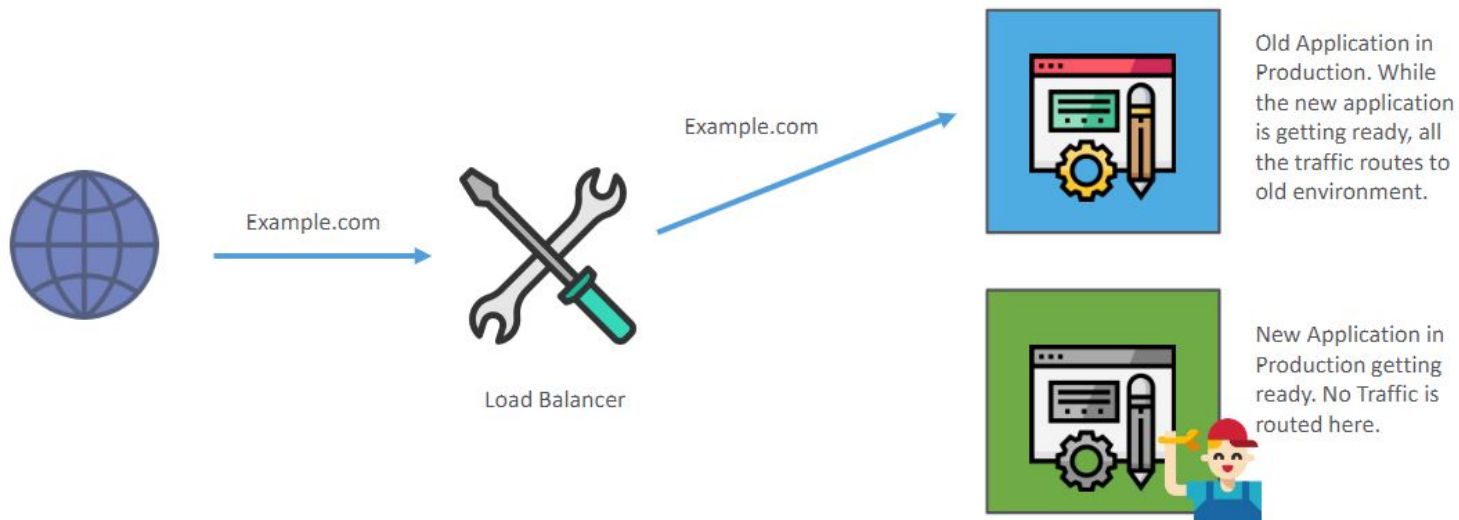 Example.com
Load Balancer
Example.com
Old Application in
Production. While
the new application
is getting ready, all
the traffic routes to
old environment.
New Application in
Production getting
ready. No Traffic is
routed here.